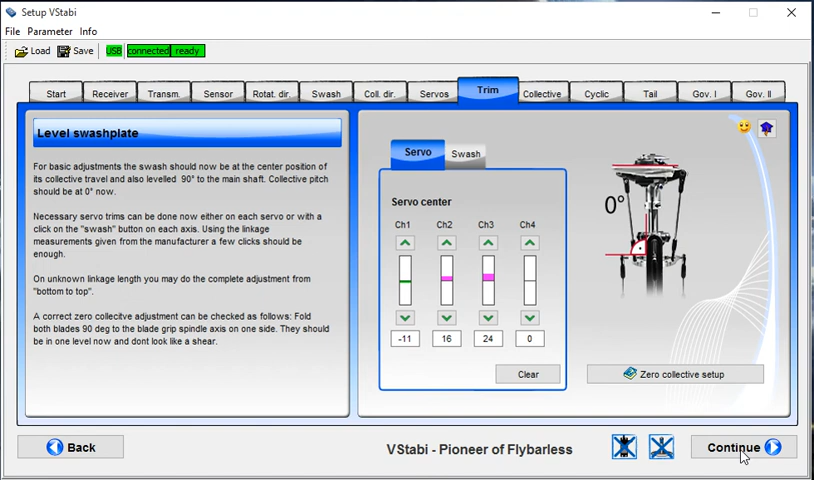 Setup VStabi
File Parameter Info
Load Save USB connected ready
Start Receiver Transm. Sensor Rotat. dir. Swash Coll. dir. Servos Trim Collective Cyclic Tail Gov. I Gov. II
Level swashplate
For basic adjustments the swash should now be at the center position of
its collective travel and also levelled 90° to the main shaft. Collective pitch
should be at 0° now.
Necessary servo trims can be done now either on each servo or with a
click on the "swash" button on each axis. Using the linkage
measurements given from the manufacturer a few clicks should be
enough.
On unknown linkage length you may do the complete adjustment from
"bottom to top".
A correct zero collecitve adjustment can be checked as follows: Fold
both blades 90 deg to the blade grip spindle axis on one side. They should
be in one level now and dont look like a shear.
Servo Swash
Servo center
Ch1 Ch2 Ch3 Ch4
-11 16 24 0
Clear
0°
Zero collective setup
Back
VStabi - Pioneer of Flybarless
Continue